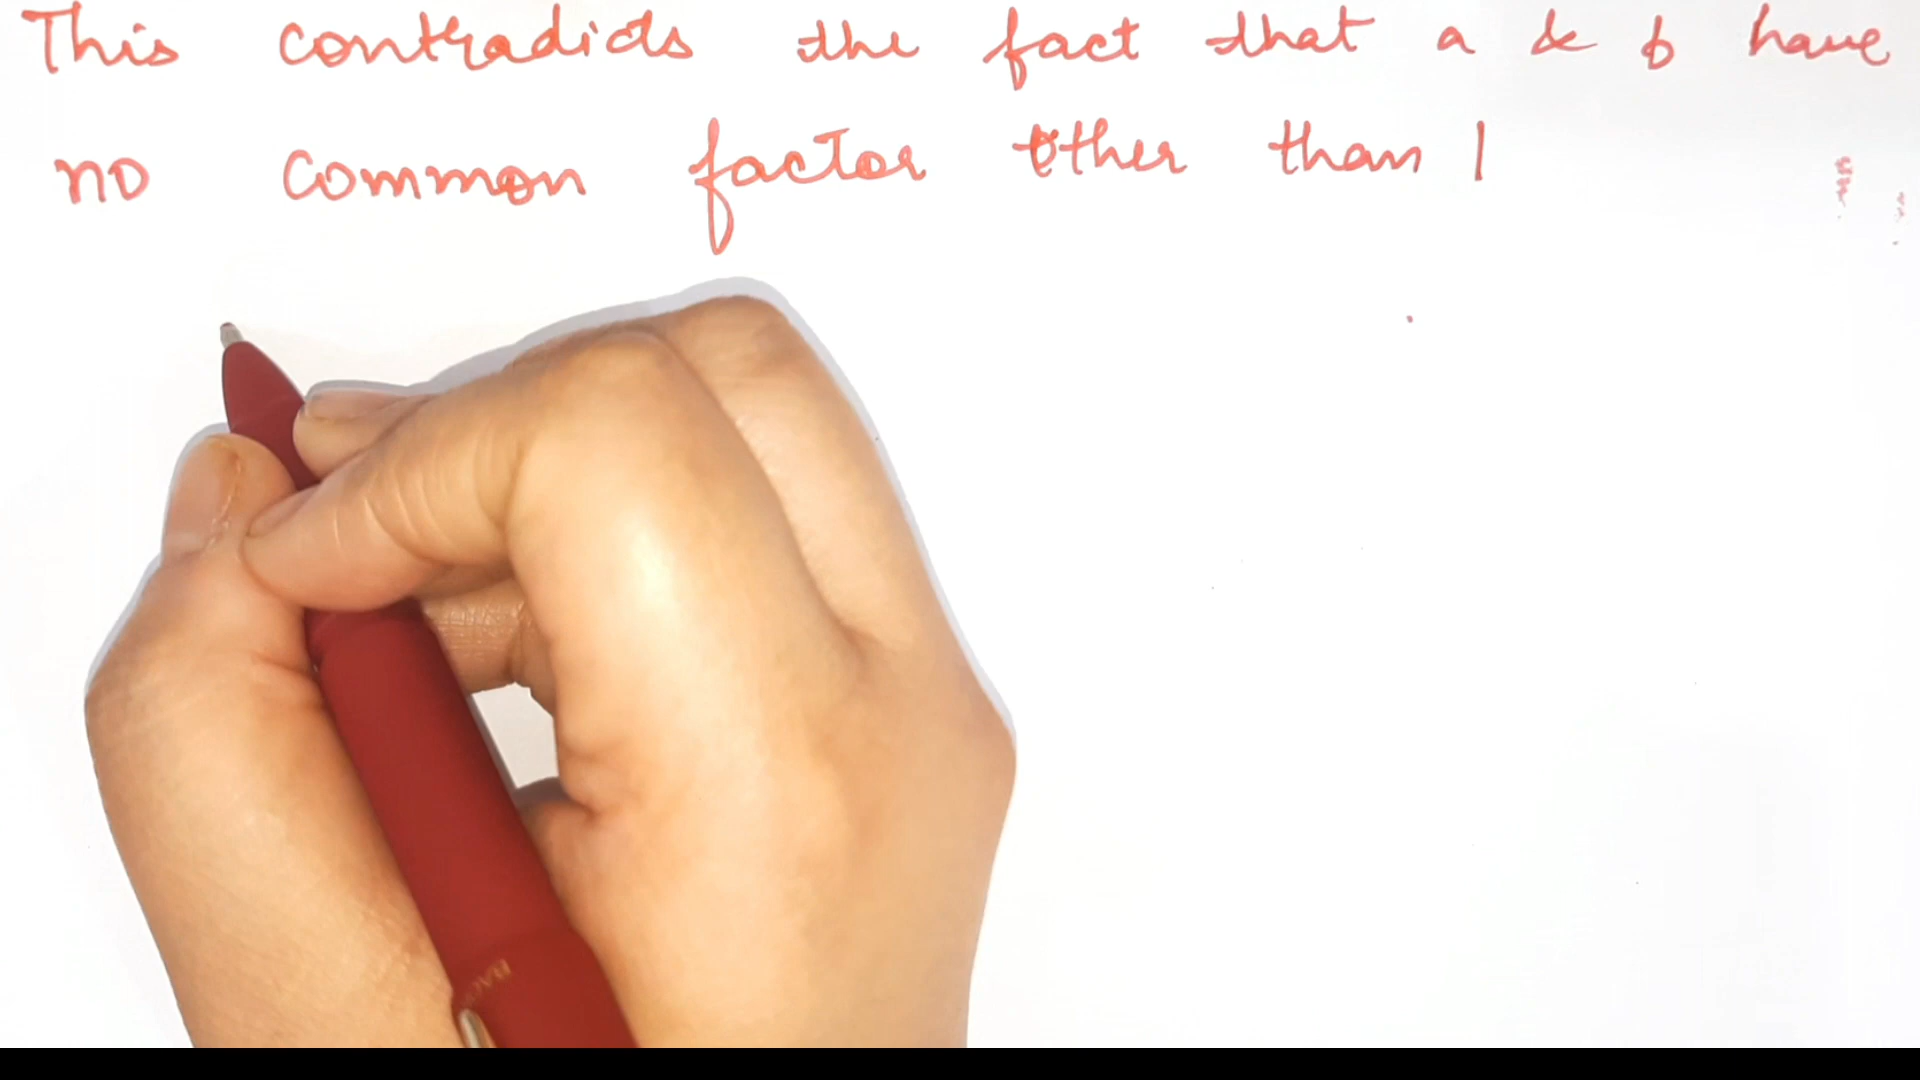 This contradicts the fact that a & b have
no common factor other than 1